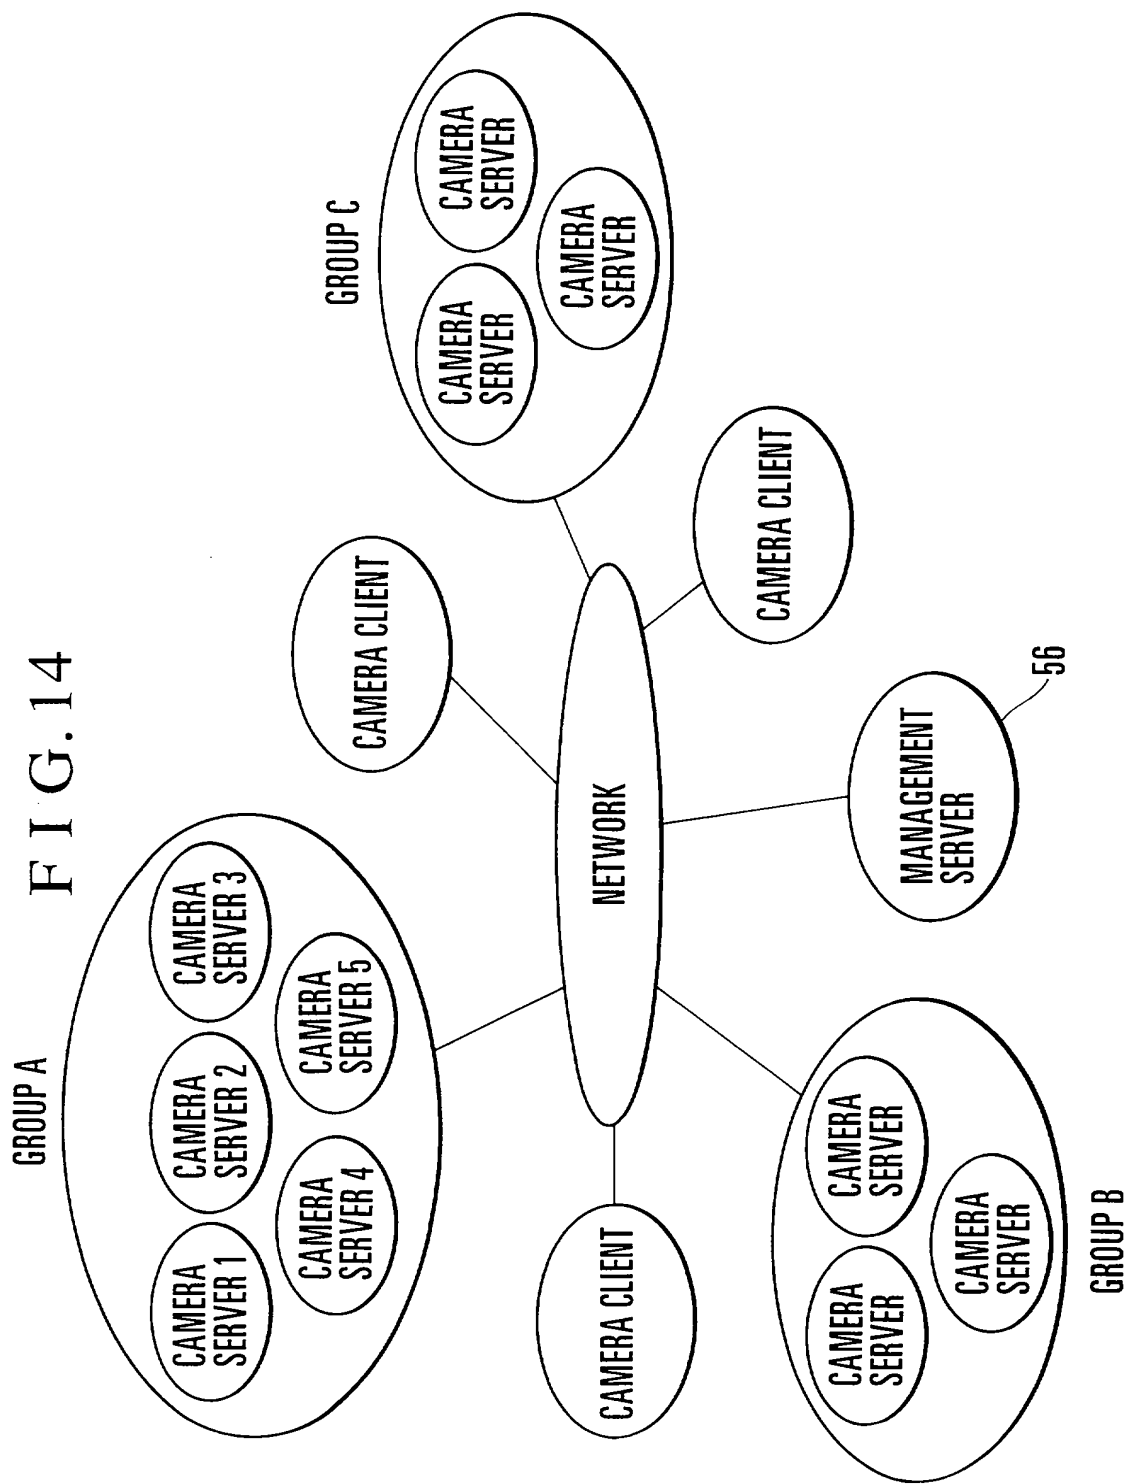 FIG. 14
GROUP A
CAMERA
SERVER 1
CAMERA
SERVER 2
CAMERA
SERVER 3
CAMERA
SERVER 4
CAMERA
SERVER 5
CAMERA CLIENT
GROUP C
CAMERA
SERVER
CAMERA
SERVER
CAMERA
SERVER
CAMERA CLIENT
NETWORK
CAMERA CLIENT
GROUP B
CAMERA
SERVER
CAMERA
SERVER
CAMERA
SERVER
MANAGEMENT
SERVER
56